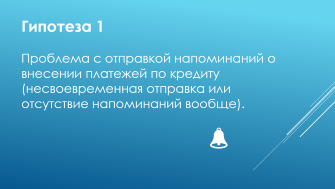 Гипотеза 1
Проблема с отправкой напоминаний о
внесении платежей по кредиту
(несвоевременная отправка или
отсутствие напоминаний вообще).